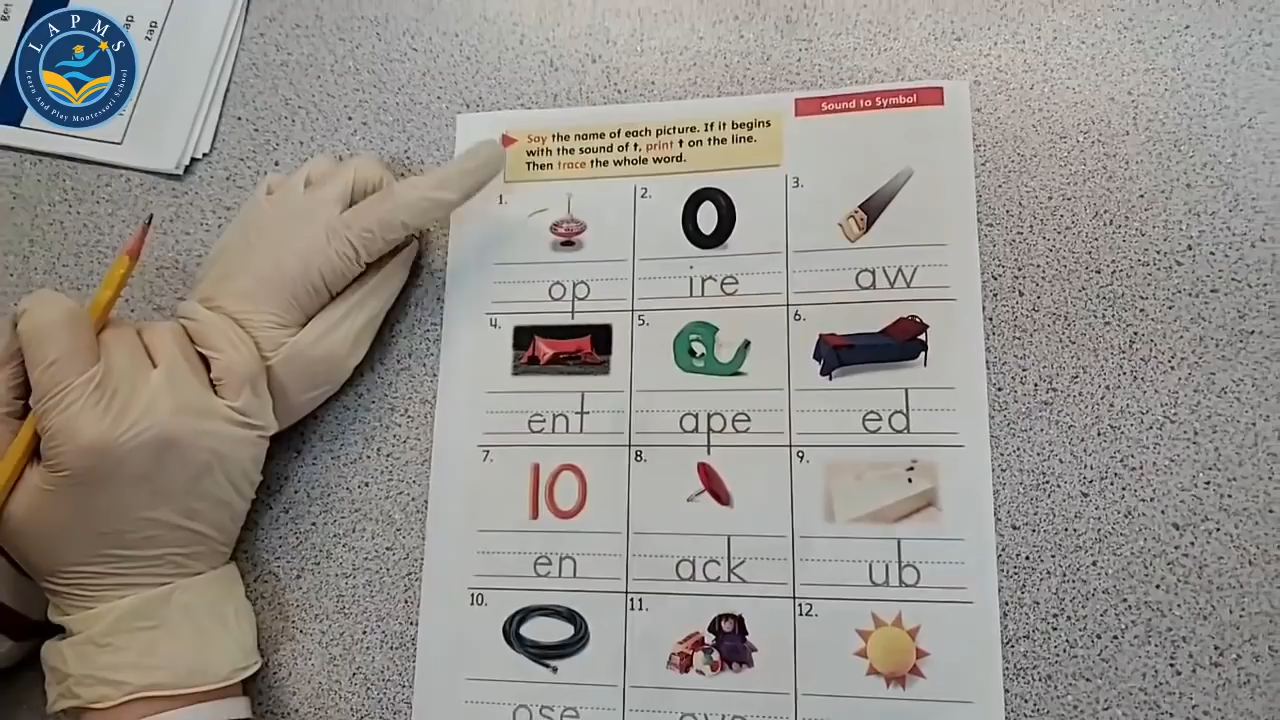 get
zap
LAPMS
Learn And Play Montessori School
Sound to Symbol
Say the name of each picture. If it begins
with the sound of t, print t on the line.
Then trace the whole word.
1.
2.
3.
op
ire
aw
4.
5.
6.
ent
ape
ed
7.
8.
9.
10
en
ack
ub
10.
11.
12.
ose